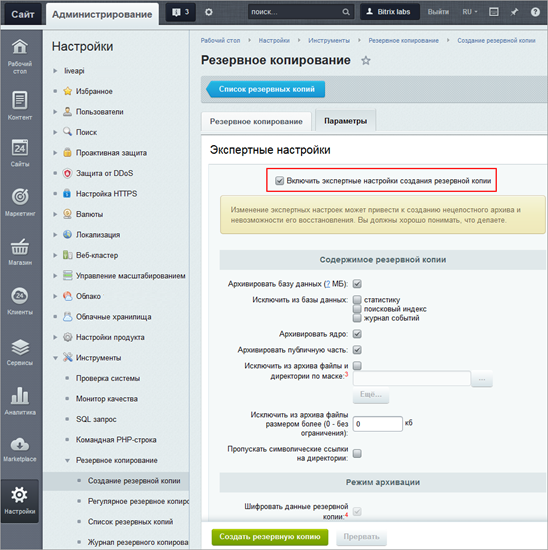 Сайт
Администрирование
3
поиск...
Bitrix labs
Выйти
RU
Рабочий стол
Контент
Сайты
Маркетинг
Магазин
Клиенты
Сервисы
Аналитика
Marketplace
Настройки
Настройки
liveapi
Избранное
Пользователи
Поиск
Проактивная защита
Защита от DDoS
Настройка HTTPS
Валюты
Локализация
Веб-кластер
Управление масштабированием
Облако
Облачные хранилища
Настройки продукта
Инструменты
Проверка системы
Монитор качества
SQL запрос
Командная PHP-строка
Резервное копирование
Создание резервной копии
Регулярное резервное копирс
Список резервных копий
Журнал резервного копирова
Рабочий стол
Настройки
Инструменты
Резервное копирование
Создание резервной копии
Резервное копирование
Список резервных копий
Резервное копирование
Параметры
Экспертные настройки
Включить экспертные настройки создания резервной копии
Изменение экспертных настроек может привести к созданию нецелостного архива и
невозможности его восстановления. Вы должны хорошо понимать, что делаете.
Содержимое резервной копии
Архивировать базу данных (? МБ):
Исключить из базы данных:
статистику
поисковый индекс
журнал событий
Архивировать ядро:
Архивировать публичную часть:
Исключить из архива файлы и
директории по маске:3
...
Ещё...
Исключить из архива файлы
размером более (0 - без
ограничения):
0
кб
Пропускать символические ссылки
на директории:
Режим архивации
Шифровать данные резервной
копии:4
Создать резервную копию
Прервать